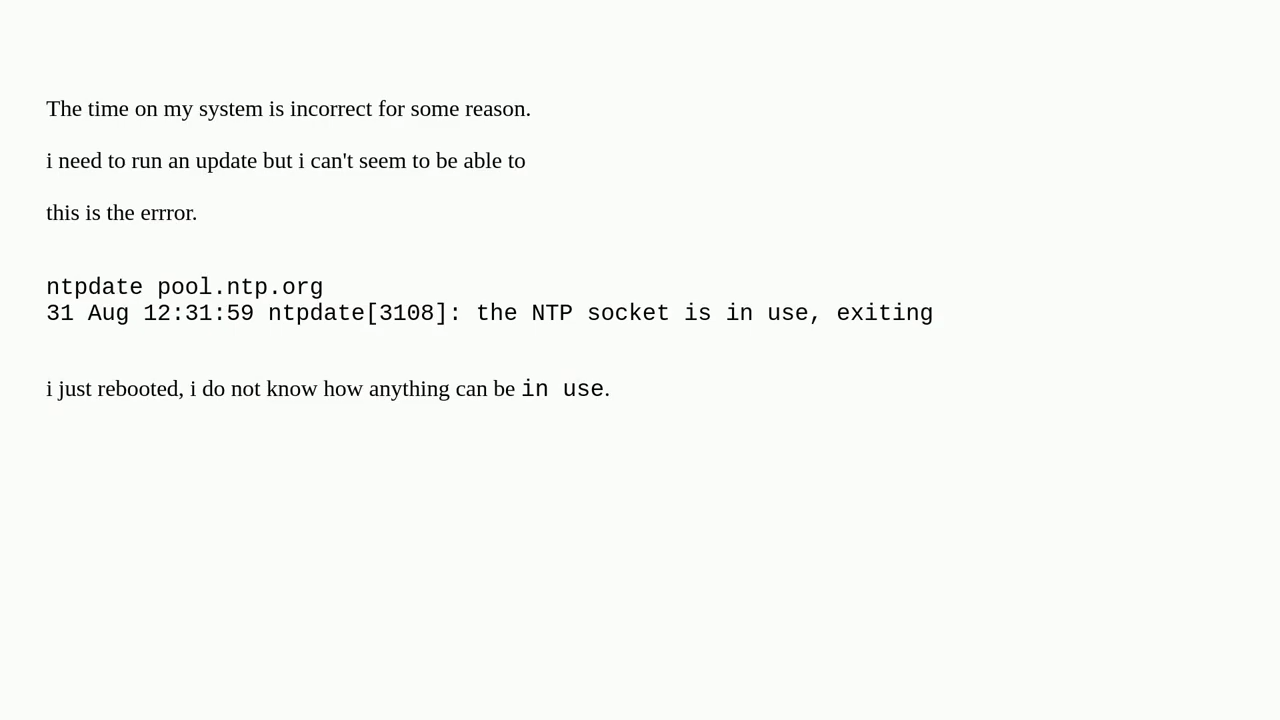 The time on my system is incorrect for some reason.
i need to run an update but i can't seem to be able to
this is the errror.
ntpdate pool.ntp.org
31 Aug 12:31:59 ntpdate[3108]: the NTP socket is in use, exiting
i just rebooted, i do not know how anything can be in use.